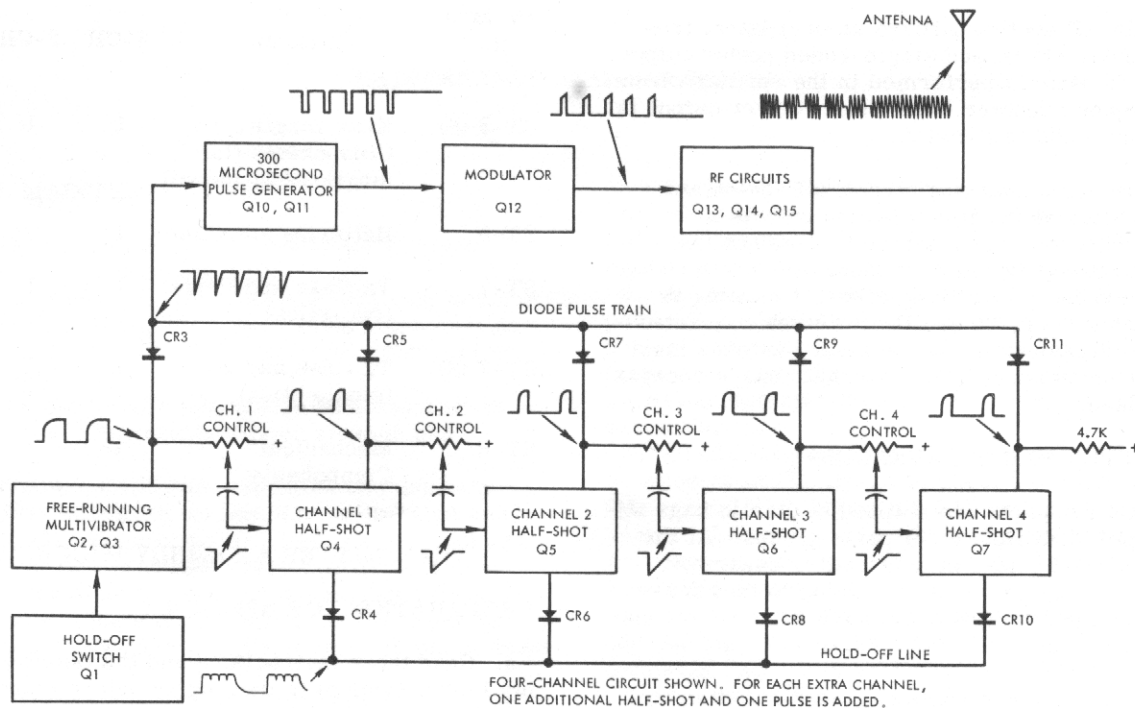 ANTENNA
300
MICROSECOND
PULSE GENERATOR
Q10, Q11
MODULATOR
Q12
RF CIRCUITS
Q13, Q14, Q15
DIODE PULSE TRAIN
CR3
CR5
CR7
CR9
CR11
CH. 1
CONTROL
+
CH. 2
CONTROL
+
CH. 3
CONTROL
+
CH. 4
CONTROL
+
4.7K
+
FREE-RUNNING
MULTIVIBRATOR
Q2, Q3
CHANNEL 1
HALF-SHOT
Q4
CHANNEL 2
HALF-SHOT
Q5
CHANNEL 3
HALF-SHOT
Q6
CHANNEL 4
HALF-SHOT
Q7
CR4
CR6
CR8
CR10
HOLD-OFF
SWITCH
Q1
HOLD-OFF LINE
FOUR-CHANNEL CIRCUIT SHOWN. FOR EACH EXTRA CHANNEL,
ONE ADDITIONAL HALF-SHOT AND ONE PULSE IS ADDED.